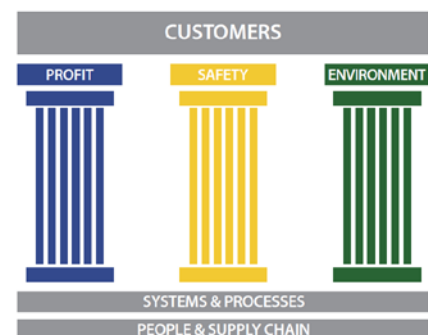 CUSTOMERS
PROFIT SAFETY ENVIRONMENT
SYSTEMS & PROCESSES
PEOPLE & SUPPLY CHAIN